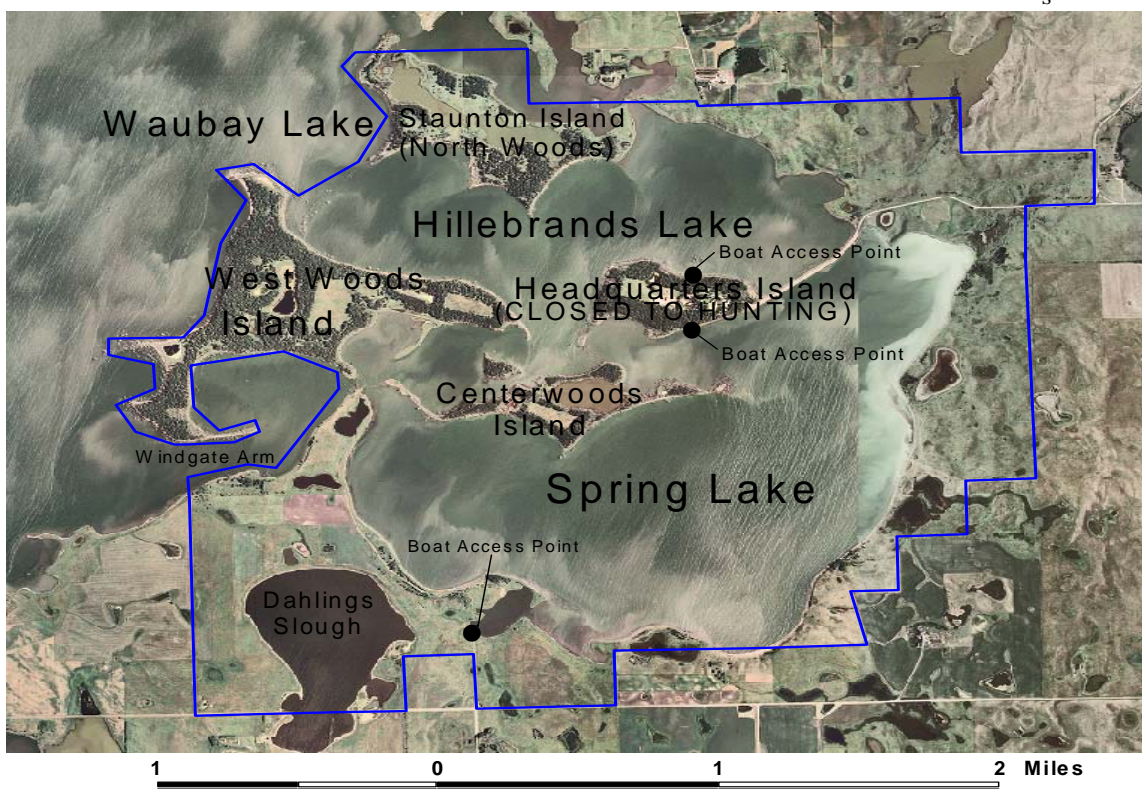 s
Waubay Lake
Staunton Island
(North Woods)
Hillebrands Lake
Boat Access Point
West Woods
Island
Headquarters Island
(CLOSED TO HUNTING)
Boat Access Point
Centerwoods
Island
Windgate Arm
Spring Lake
Boat Access Point
Dahlings
Slough
1 0 1 2 Miles